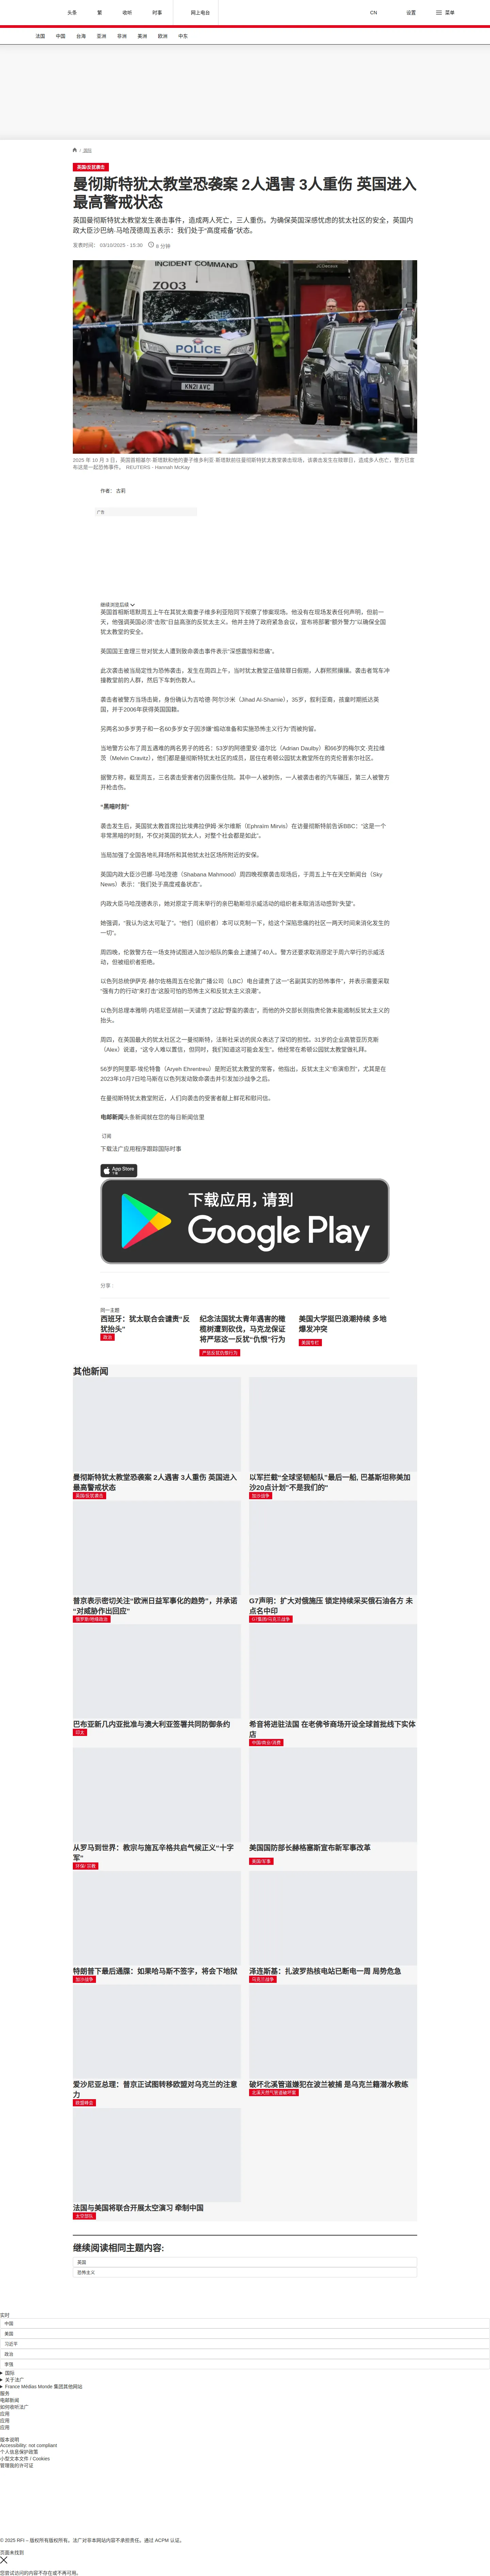 头条
繁
收听
时事
网上电台
CN
设置
菜单
法国
中国
台海
亚洲
非洲
美洲
欧洲
中东
/ 国际
英国/反犹袭击
曼彻斯特犹太教堂恐袭案 2人遇害 3人重伤 英国进入
最高警戒状态
英国曼彻斯特犹太教堂发生袭击事件，造成两人死亡，三人重伤。为确保英国深感忧虑的犹太社区的安全，英国内
政大臣沙巴纳·马哈茂德周五表示：我们处于“高度戒备”状态。
发表时间： 03/10/2025 - 15:20
6 分钟
INCIDENT COMMAND
ZOO3
POLICE
KN21 AVC
2025 年 10 月 3 日，英国首相基尔·斯塔默和他的妻子维多利亚·斯塔默前往曼彻斯特犹太教堂袭击现场，该袭击发生在赎罪日，造成多人伤亡，警方已宣
布这是一起恐怖事件。 REUTERS - Hannah McKay
作者： 古莉
广告
继续浏览后续
英国首相斯塔默周五上午在其犹太裔妻子维多利亚陪同下视察了惨案现场。他没有在现场发表任何声明。但前一
天，他强调英国必须“击败”日益高涨的反犹太主义。他并主持了政府紧急会议，宣布将部署“额外警力”以确保全国
犹太教堂的安全。
英国国王查理三世对犹太人遭到致命袭击事件表示“深感震惊和悲痛”。
此次袭击被当局定性为恐怖袭击，发生在周四上午，当时犹太教堂正值赎罪日假期，人群熙熙攘攘。袭击者驾车冲
撞教堂前的人群，然后下车刺伤数人。
袭击者被警方当场击毙，身份确认为吉哈德·阿尔沙米（Jihad Al-Shamie），35岁，叙利亚裔，孩童时期抵达英
国，并于2006年获得英国国籍。
另两名30多岁男子和一名60多岁女子因涉嫌“煽动准备和实施恐怖主义行为”而被拘留。
当地警方公布了周五遇难的两名男子的姓名：53岁的阿德里安·道尔比（Adrian Daulby）和66岁的梅尔文·克拉维
茨（Melvin Cravitz），他们都是曼彻斯特犹太社区的成员，居住在希顿公园犹太教堂所在的克伦普索尔社区。
据警方称，截至周五，三名袭击受害者仍因重伤住院。其中一人被刺伤，一人被袭击者的汽车碾压，第三人被警方
开枪击伤。
“黑暗时刻”
袭击发生后，英国犹太教首席拉比埃弗拉伊姆·米尔维斯（Ephraim Mirvis）在访曼彻斯特前告诉BBC：“这是一个
非常黑暗的时刻，不仅对英国的犹太人，对整个社会都是如此”。
当局加强了全国各地礼拜场所和其他犹太社区场所附近的安保。
英国内政大臣沙巴娜·马哈茂德（Shabana Mahmood）周四晚视察袭击现场后，于周五上午在天空新闻台（Sky
News）表示：“我们处于高度戒备状态”。
内政大臣马哈茂德表示，她对原定于周末举行的亲巴勒斯坦示威活动的组织者未取消活动感到“失望”。
她强调，“我认为这太可耻了”。“他们（组织者）本可以克制一下，给这个深陷悲痛的社区一两天时间来消化发生的
一切”。
周四晚，伦敦警方在一场支持试图进入加沙船队的集会上逮捕了40人。警方还要求取消原定于周六举行的示威活
动，但被组织者拒绝。
以色列总统伊萨克·赫尔佐格周五在伦敦广播公司（LBC）电台谴责了这一“名副其实的恐怖事件”，并表示需要采取
“强有力的行动”来打击“这股可怕的恐怖主义和反犹太主义浪潮”。
以色列总理本雅明·内塔尼亚胡前一天谴责了这起“野蛮的袭击”，而他的外交部长则指责伦敦未能遏制反犹太主义的
抬头。
周四，在英国最大的犹太社区之一曼彻斯特，法新社采访的民众表达了深切的担忧。31岁的企业高管亚历克斯
（Alex）说道，“这令人难以置信，但同时，我们知道这可能会发生”。他经常在希顿公园犹太教堂做礼拜。
56岁的阿里耶·埃伦特鲁（Aryeh Ehrentreu）是附近犹太教堂的常客，他指出，反犹太主义“愈演愈烈”，尤其是在
2023年10月7日哈马斯在以色列发动致命袭击并引发加沙战争之后。
在曼彻斯特犹太教堂附近，人们向袭击的受害者献上鲜花和慰问信。
电邮新闻头条新闻就在您的每日新闻信里
订阅
下载法广应用程序跟踪国际时事
App Store
下载
下载应用，请到
Google Play
分享 :
同一主题
西班牙：犹太联合会谴责“反
犹抬头”
政治
纪念法国犹太青年遇害的橄
榄树遭到砍伐，马克龙保证
将严惩这一反犹“仇恨”行为
严惩反犹仇恨行为
美国大学挺巴浪潮持续 多地
爆发冲突
美国专栏
其他新闻
曼彻斯特犹太教堂恐袭案 2人遇害 3人重伤 英国进入
最高警戒状态
英国/反犹袭击
以军拦截“全球坚韧船队”最后一船, 巴基斯坦称美加
沙20点计划”不是我们的”
加沙战争
普京表示密切关注“欧洲日益军事化的趋势”，并承诺
“对威胁作出回应”
俄罗斯/地缘政治
G7声明：扩大对俄施压 锁定持续采买俄石油各方 未
点名中印
G7集团/乌克兰战争
巴布亚新几内亚批准与澳大利亚签署共同防御条约
印太
希音将进驻法国 在老佛爷商场开设全球首批线下实体
店
中国/商业/消费
从罗马到世界：教宗与施瓦辛格共启气候正义“十字
军”
环保/ 宗教
美国国防部长赫格塞斯宣布新军事改革
美国/军事
特朗普下最后通牒：如果哈马斯不签字，将会下地狱
加沙战争
泽连斯基：扎波罗热核电站已断电一周 局势危急
乌克兰战争
爱沙尼亚总理：普京正试图转移欧盟对乌克兰的注意
力
欧盟峰会
破坏北溪管道嫌犯在波兰被捕 是乌克兰籍潜水教练
北溪天然气管道破坏案
法国与美国将联合开展太空演习 牵制中国
太空部队
继续阅读相同主题内容:
英国
恐怖主义
实时
中国
美国
习近平
政治
审核
国际
关于法广
France Médias Monde 集团其他网站
服务
电邮新闻
如何收听法广
应用
应用
应用
版本说明
Accessibility: not compliant
个人信息保护政策
小型文本文件 / Cookies
管理我的许可证
© 2025 RFI – 版权所有版权所有。法广对非本网站内容不承担责任。通过 ACPM 认证。
页面未找到
您尝试访问的内容不存在或不再可用。